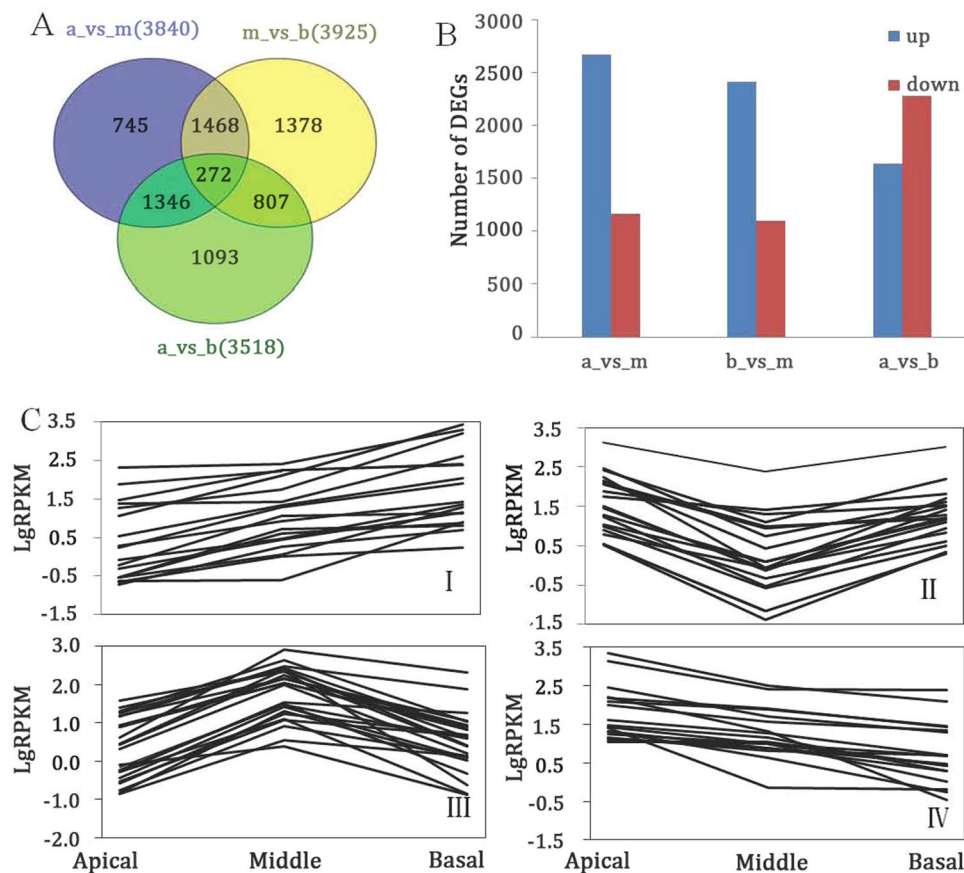 A
a_vs_m(3840)
m_vs_b(3925)
745
1468
1378
272
1346
807
1093
a_vs_b(3518)
B
Number of DEGs
3000
2500
2000
1500
1000
500
0
up
down
a_vs_m
b_vs_m
a_vs_b
C
LgRPKM
3.5
2.5
1.5
0.5
-0.5
-1.5
I
LgRPKM
3.5
2.5
1.5
0.5
-0.5
-1.5
II
LgRPKM
3.0
2.0
1.0
0.0
-1.0
-2.0
III
Apical
Middle
Basal
LgRPKM
3.5
2.5
1.5
0.5
-0.5
-1.5
IV
Apical
Middle
Basal